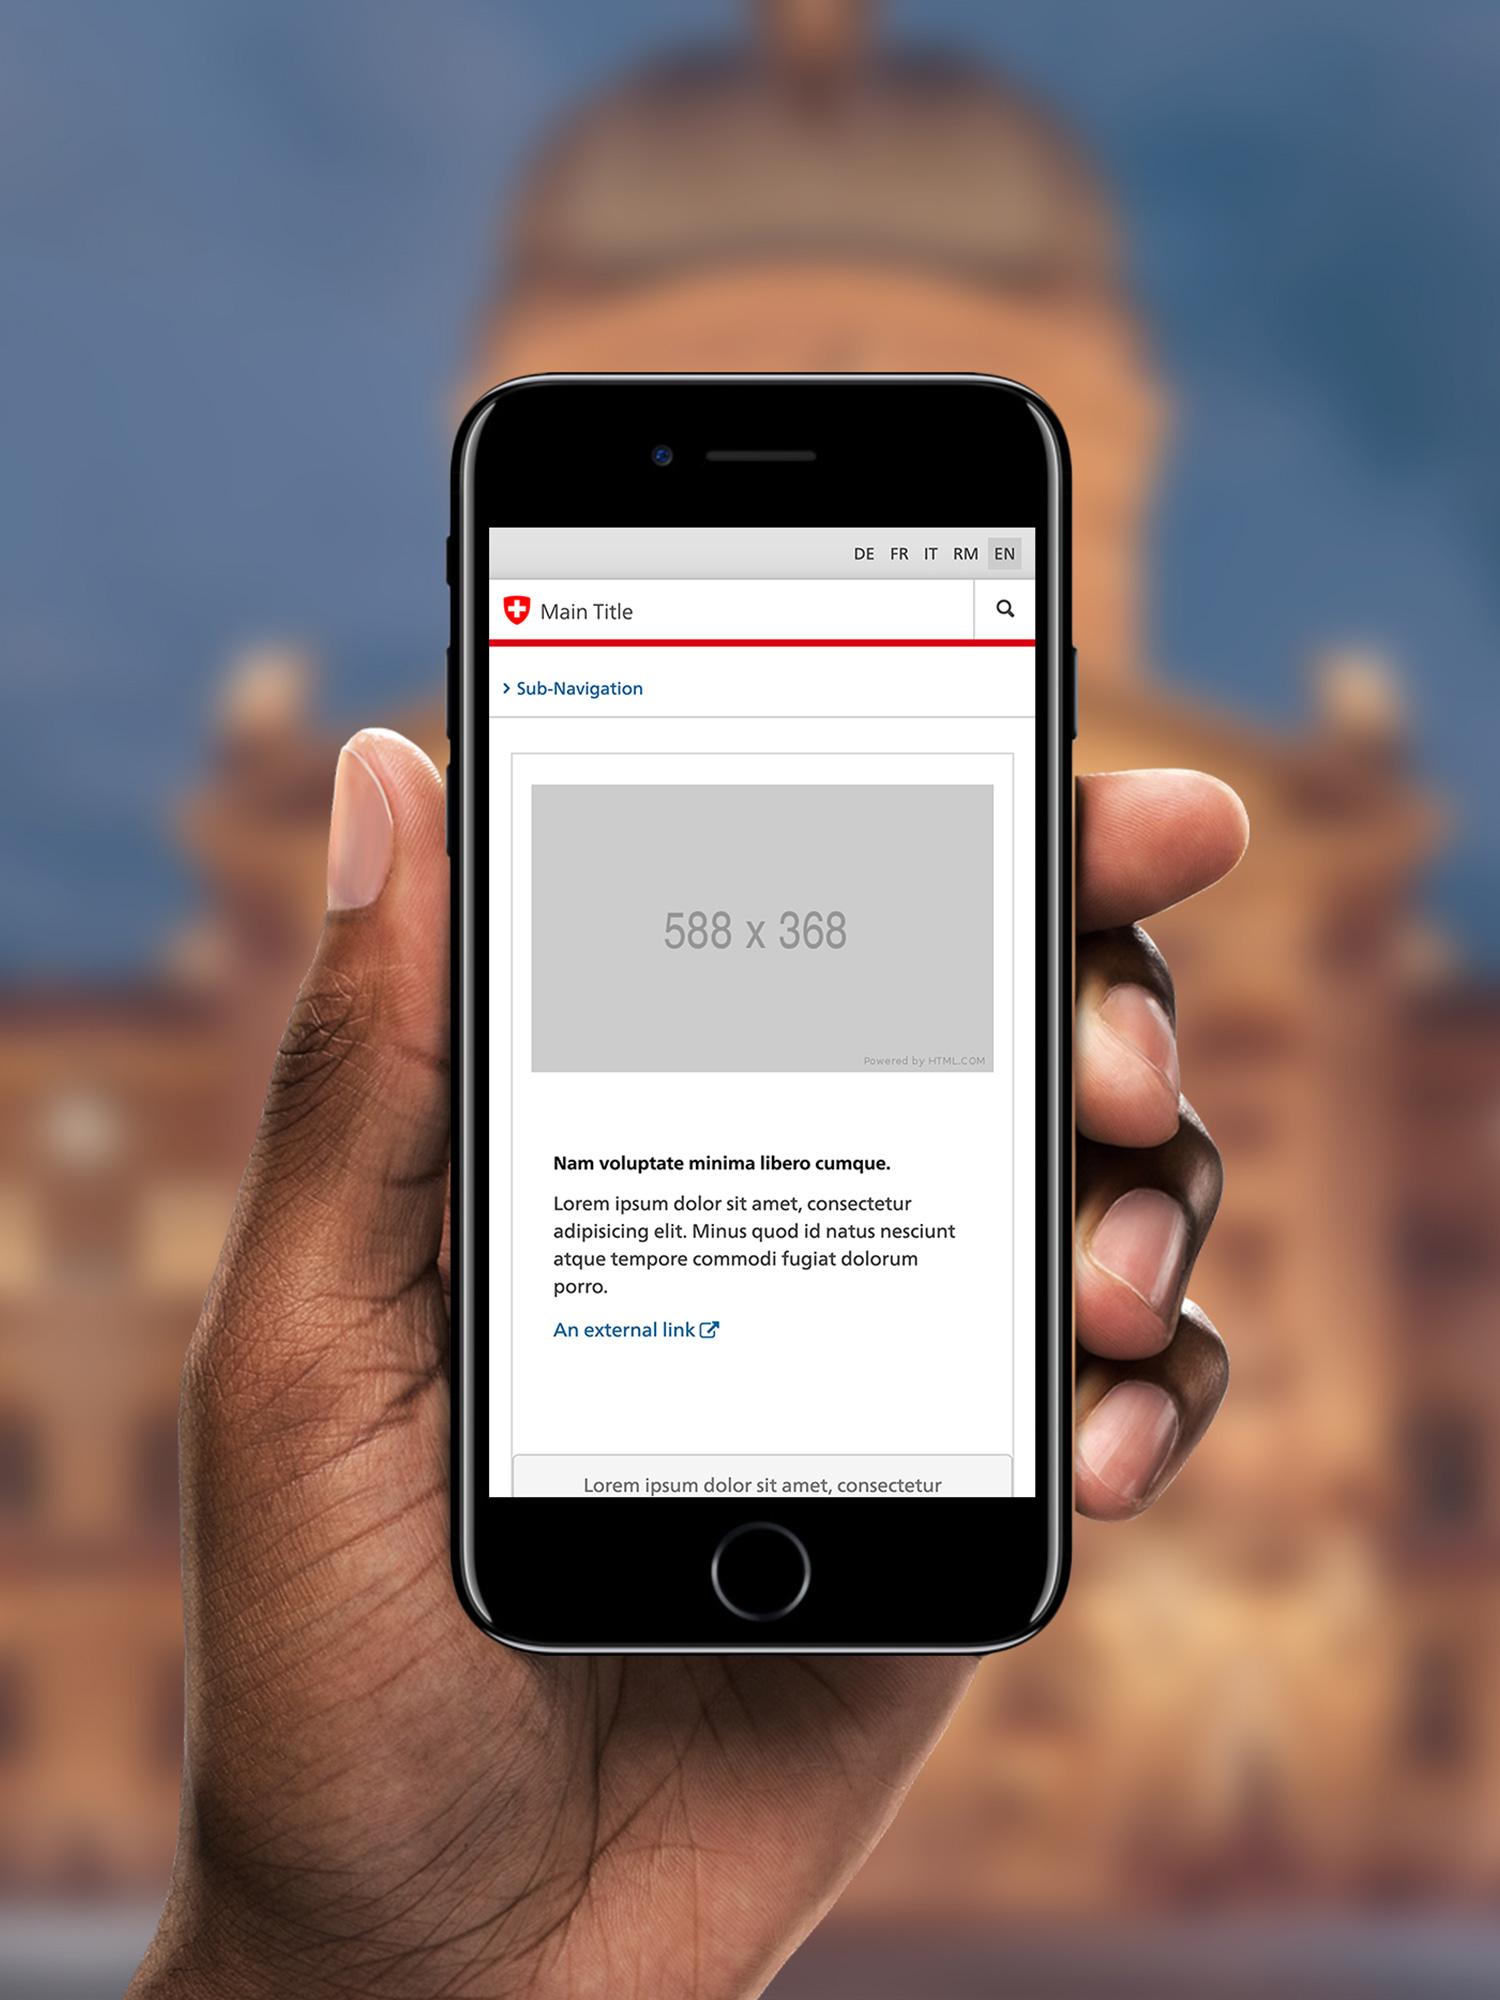 DE FR IT RM EN
Main Title
Sub-Navigation
588 x 368
Powered by HTML.COM
Nam voluptate minima libero cumque.
Lorem ipsum dolor sit amet, consectetur
adipisicing elit. Minus quod id natus nesciunt
atque tempore commodi fugiat dolorum
porro.
An external link
Lorem ipsum dolor sit amet, consectetur